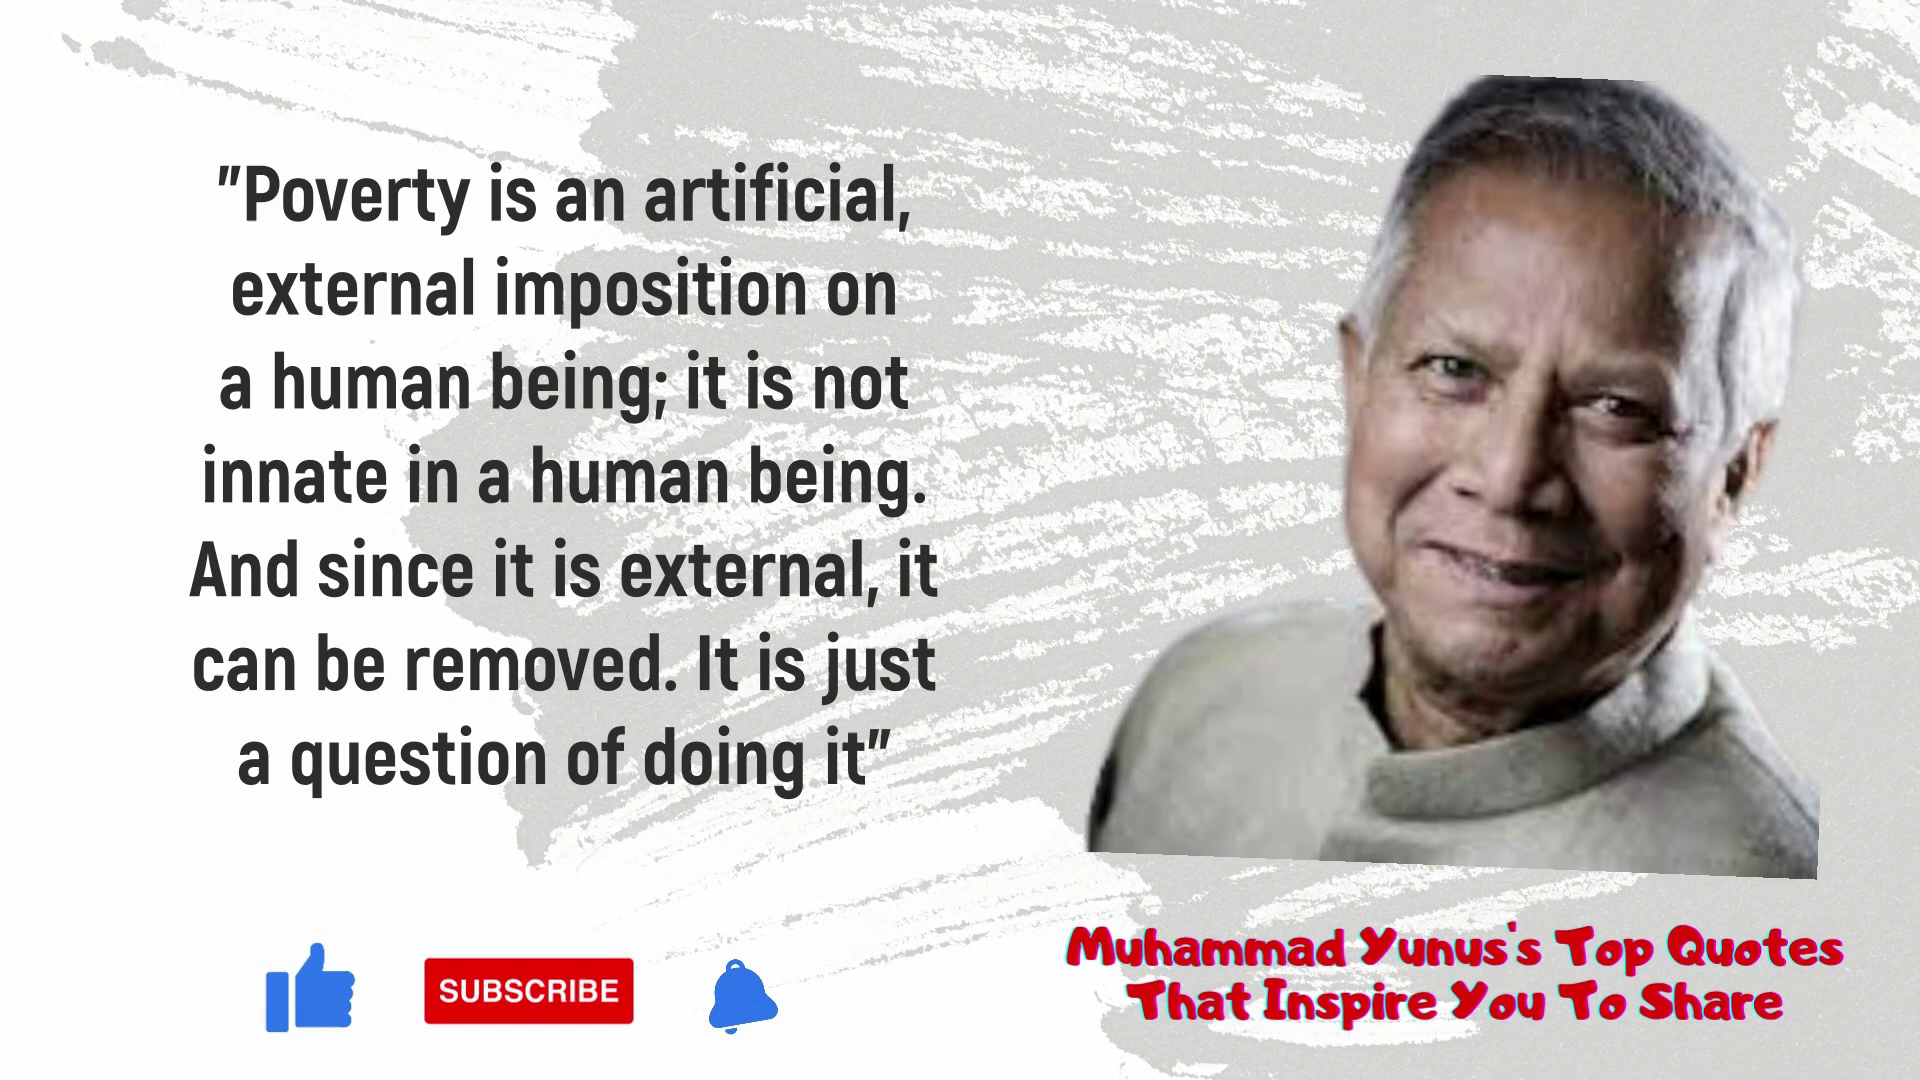 "Poverty is an artificial,
external imposition on
a human being; it is not
innate in a human being.
And since it is external, it
can be removed. It is just
a question of doing it"
SUBSCRIBE
Muhammad Yunus's Top Quotes
That Inspire You To Share